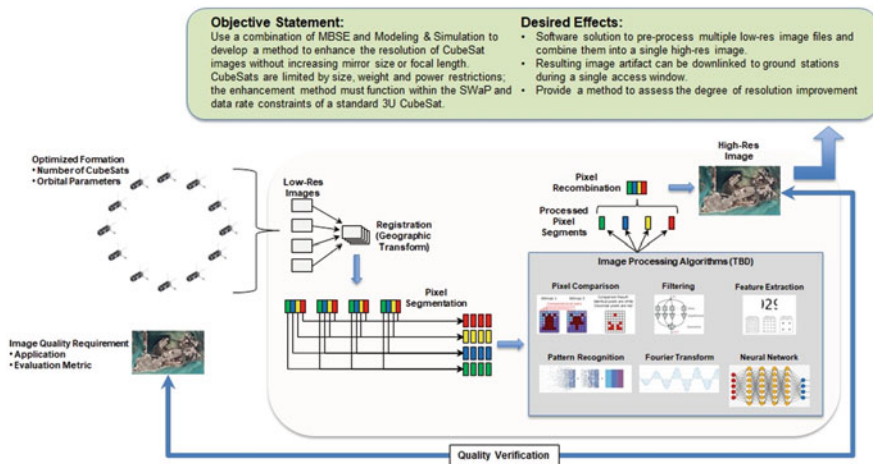 Objective Statement:
Use a combination of MBSE and Modeling & Simulation to
develop a method to enhance the resolution of CubeSat
images without increasing mirror size or focal length.
CubeSats are limited by size, weight and power restrictions;
the enhancement method must function within the SWaP and
data rate constraints of a standard 3U CubeSat.
Desired Effects:
• Software solution to pre-process multiple low-res image files and
combine them into a single high-res image.
• Resulting image artifact can be downlinked to ground stations
during a single access window.
• Provide a method to assess the degree of resolution improvement
Optimized Formation
• Number of CubeSats
• Orbital Parameters
Low-Res
Images
Registration
(Geographic
Transform)
Pixel
Segmentation
Pixel
Recombination
High-Res
Image
Processed
Pixel
Segments
Image Processing Algorithms (TBD)
Pixel Comparison
Filtering
Feature Extraction
Pattern Recognition
Fourier Transform
Neural Network
Image Quality Requirement
• Application
• Evaluation Metric
Quality Verification